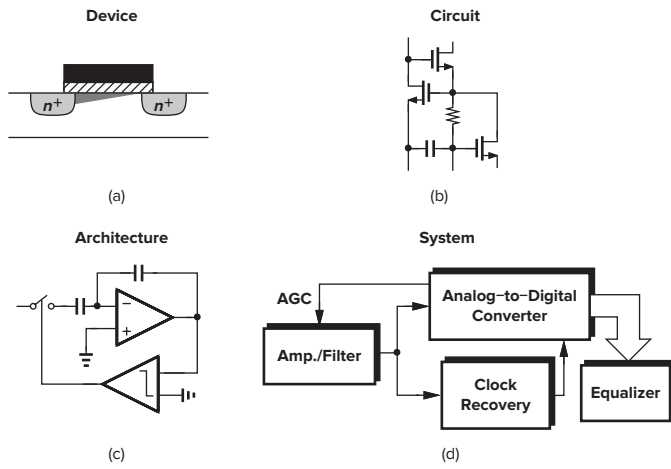 Device
Circuit
n+
n+
(a)
(b)
Architecture
System
−
+
(c)
AGC
Analog−to−Digital
Converter
Amp./Filter
Clock
Recovery
Equalizer
(d)